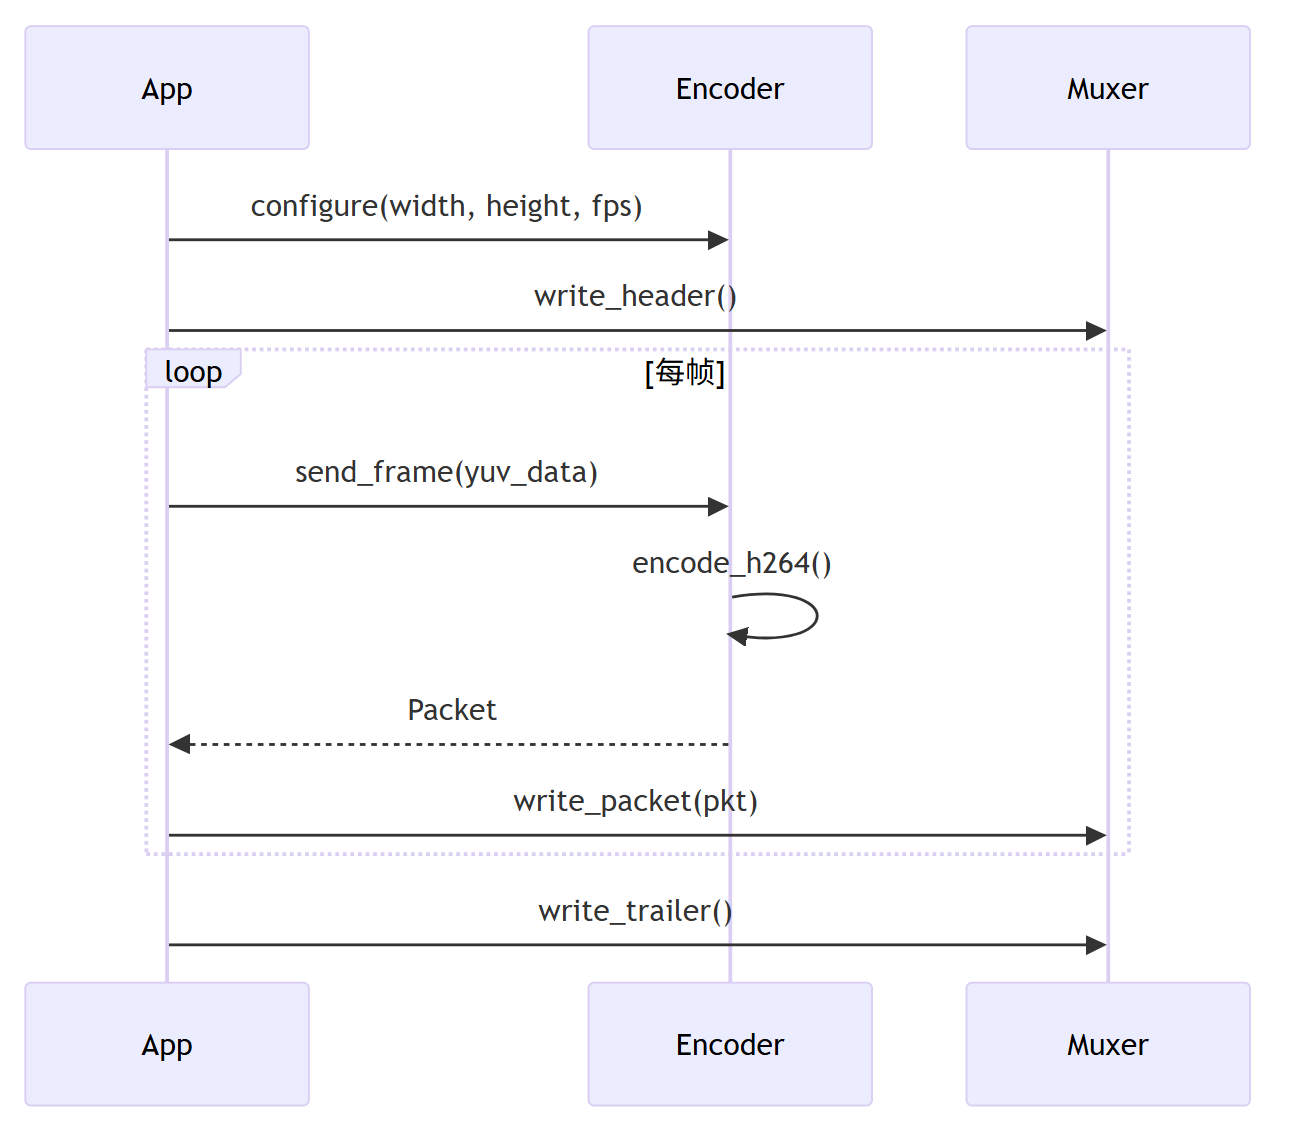 App
Encoder
Muxer
configure(width, height, fps)
write_header()
loop
[每帧]
send_frame(yuv_data)
encode_h264()
Packet
write_packet(pkt)
write_trailer()
App
Encoder
Muxer